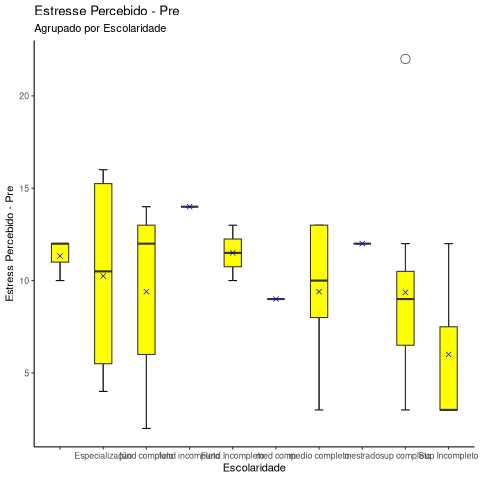 Estresse Percebido - Pre
Agrupado por Escolaridade
Estress Percebido - Pre
20
15
10
5
Especialização fund completo fund incompleto Fund Incompleto med comp medio completo mestrado sup completo Sup Incompleto
Escolaridade